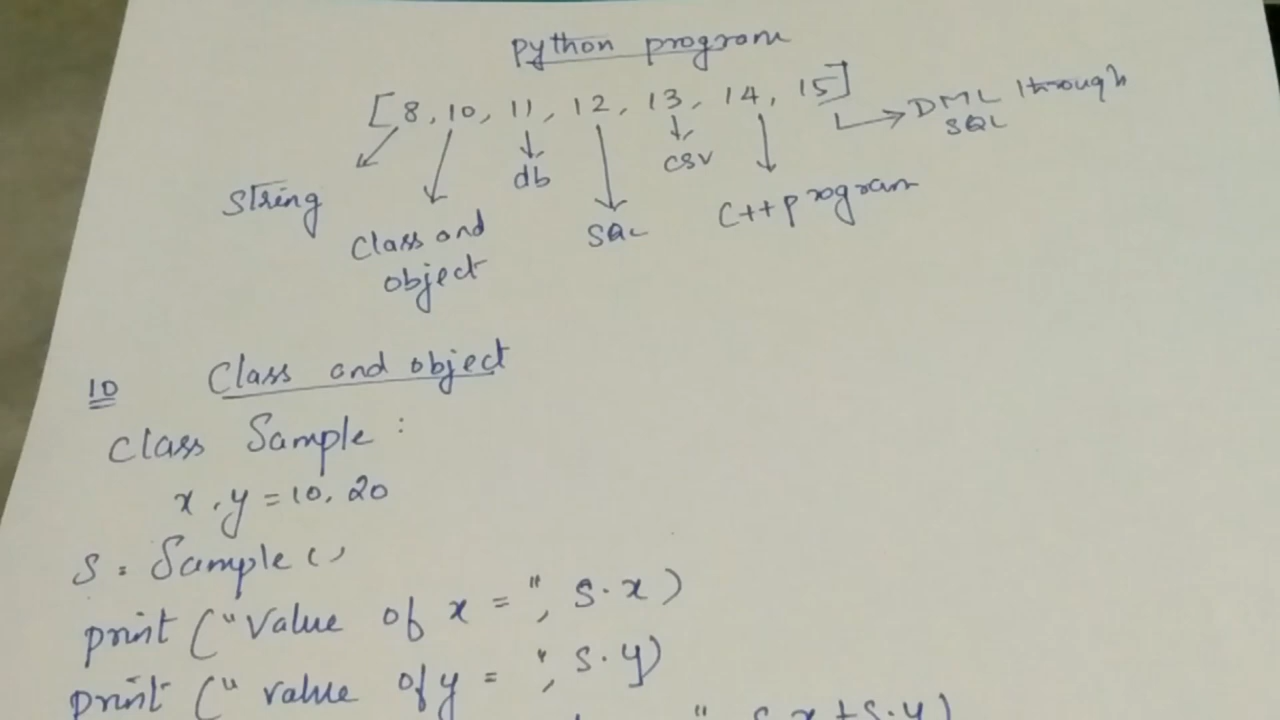 Python program
[8, 10, 11, 12, 13, 14, 15]
DML through
SQL
String
Class and
object
db
SQL
csv
C++ program
10 Class and object
Class Sample :
x, y = 10, 20
S = Sample ()
print ("Value of x = ", S.x)
print (" value of y = ", S.y)
" S.x + S.y)